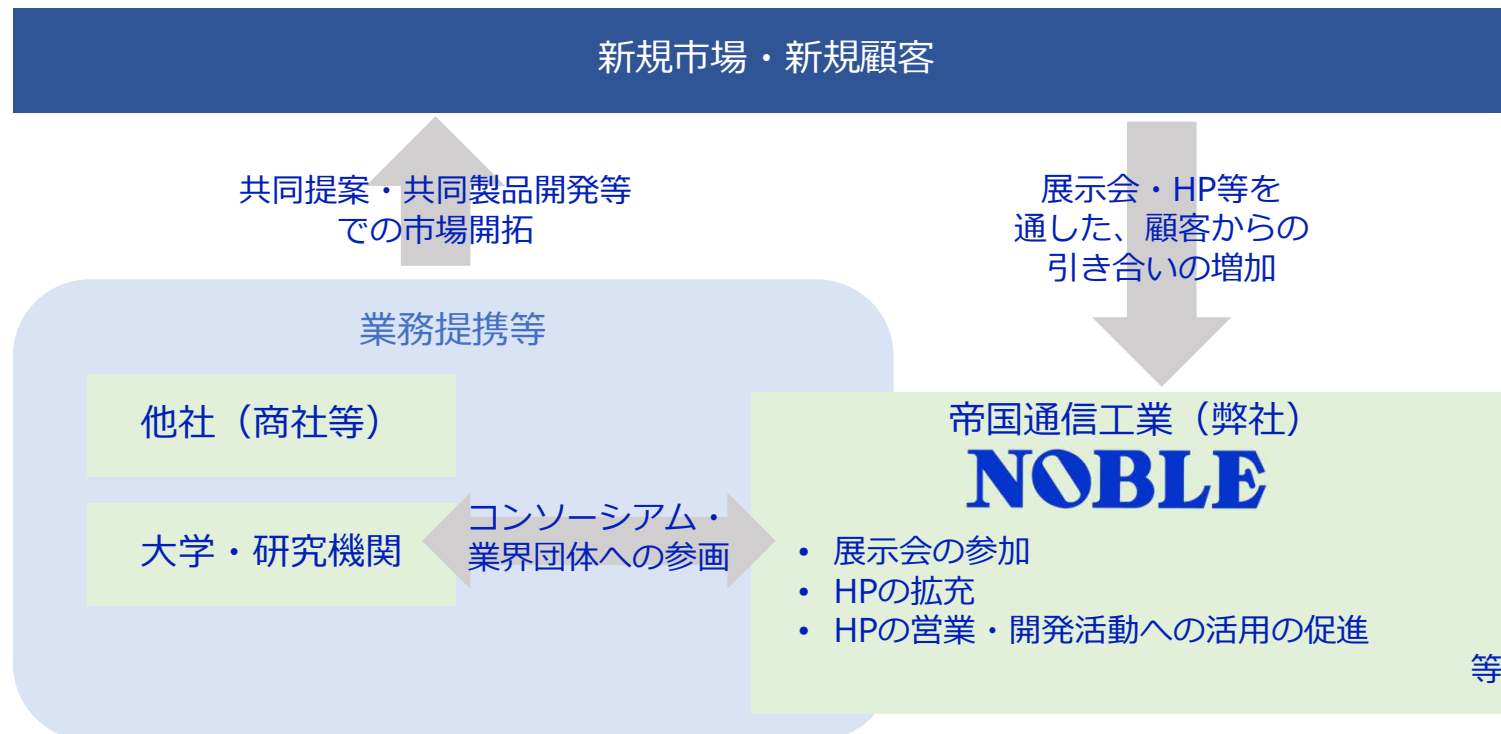 新規市場・新規顧客
共同提案・共同製品開発等
での市場開拓
展示会・HP等を
通した、顧客からの
引き合いの増加
業務提携等
他社（商社等）
大学・研究機関
コンソーシアム・
業界団体への参画
帝国通信工業（弊社）
NOBLE
• 展示会の参加
• HPの拡充
• HPの営業・開発活動への活用の促進
等